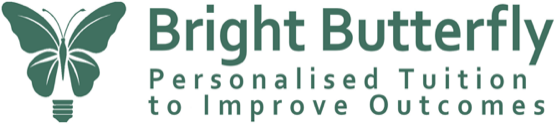 Bright Butterfly
Personalised Tuition
to Improve Outcomes